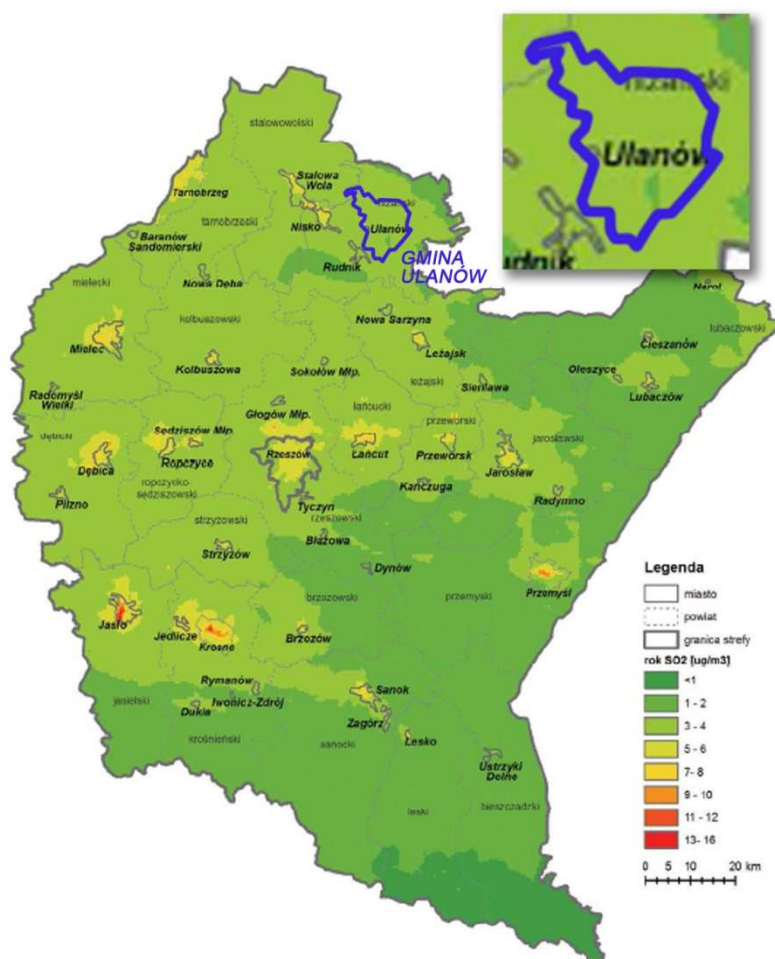 niżański
Ulanów
Rudnik
stalowowolski
Tarnobrzeg
Stalowa
Wola
niżański
tarnobrzeski
Nisko
Ulanów
Baranów
Sandomierski
Rudnik
GMINA
ULANÓW
mielecki
Nowa Dęba
Narol
kolbuszowski
Nowa Sarzyna
lubaczowski
Mielec
Leżajsk
Cieszanów
Kolbuszowa
Sokołów Młp.
Oleszyce
leżajski
Sieniawa
Lubaczów
Radomyśl
Wielki
Głogów Młp.
łańcucki
dębicki
Sędziszów Młp.
przeworski
Ropczyce
Rzeszów
Łańcut
Przeworsk
jarosławski
Dębica
Jarosław
ropczycko-
sędziszowski
Kańczuga
Pilzno
Tyczyn
Radymno
rzeszowski
strzyżowski
Błażowa
Strzyżów
Dynów
brzozowski
przemyski
Przemyśl
Jasło
Jedlicze
Krosno
Brzozów
Rymanów
Sanok
jasielski
Iwonicz-Zdrój
Dukla
Zagórz
krośnieński
sanocki
Lesko
Ustrzyki
Dolne
leski
bieszczadzki
Legenda
miasto
powiat
granica strefy
rok SO2 [ug/m3]
<1
1 - 2
3 - 4
5 - 6
7- 8
9 - 10
11 - 12
13- 16
0 5 10 20 km